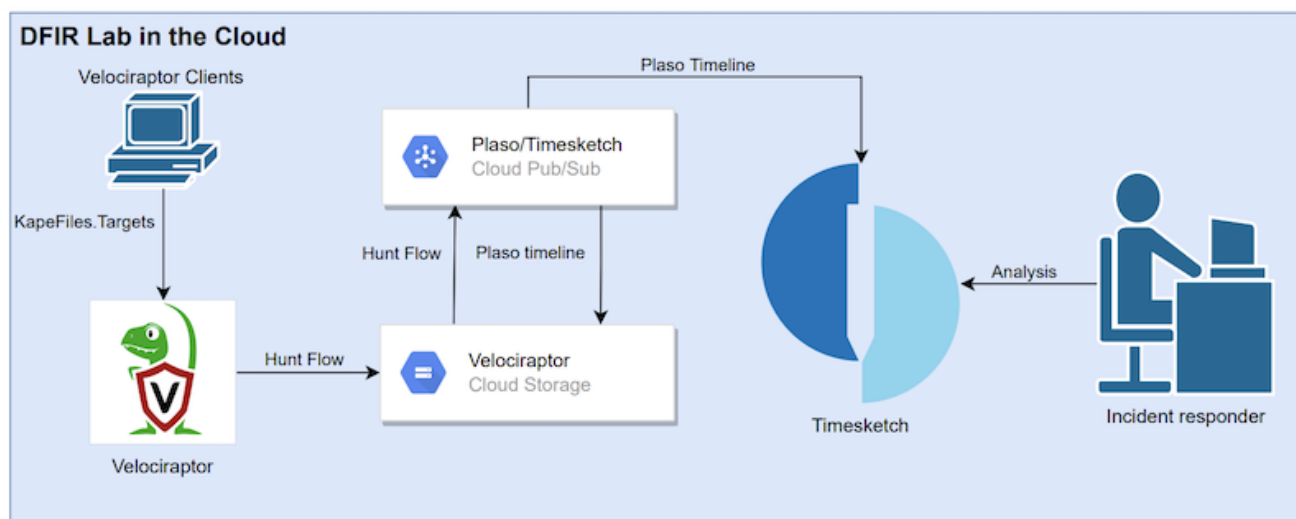 DFIR Lab in the Cloud
Velociraptor Clients
KapeFiles.Targets
V
Velociraptor
Hunt Flow
Plaso/Timesketch
Cloud Pub/Sub
Hunt Flow
Plaso timeline
Velociraptor
Cloud Storage
Plaso Timeline
Timesketch
Analysis
Incident responder